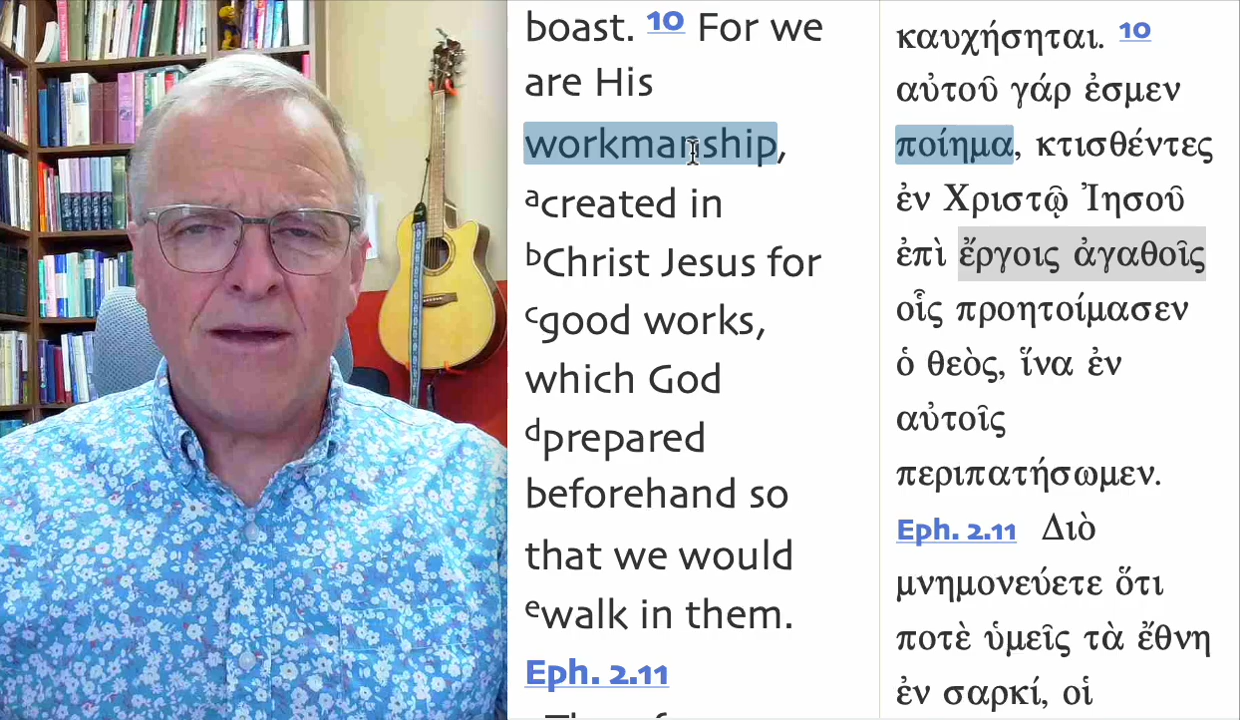 boast. 10 For we
are His
workmanship,
acreated in
bChrist Jesus for
cgood works,
which God
dprepared
beforehand so
that we would
ewalk in them.
Eph. 2.11
καυχήσηται. 10
αὐτοῦ γάρ ἐσμεν
ποίημα, κτισθέντες
ἐν Χριστῷ Ἰησοῦ
ἐπὶ ἔργοις ἀγαθοῖς
οἷς προητοίμασεν
ὁ θεὸς, ἵνα ἐν
αὐτοῖς
περιπατήσωμεν.
Eph. 2.11 Διὸ
μνημονεύετε ὅτι
ποτὲ ὑμεῖς τὰ ἔθνη
ἐν σαρκί, οἱ